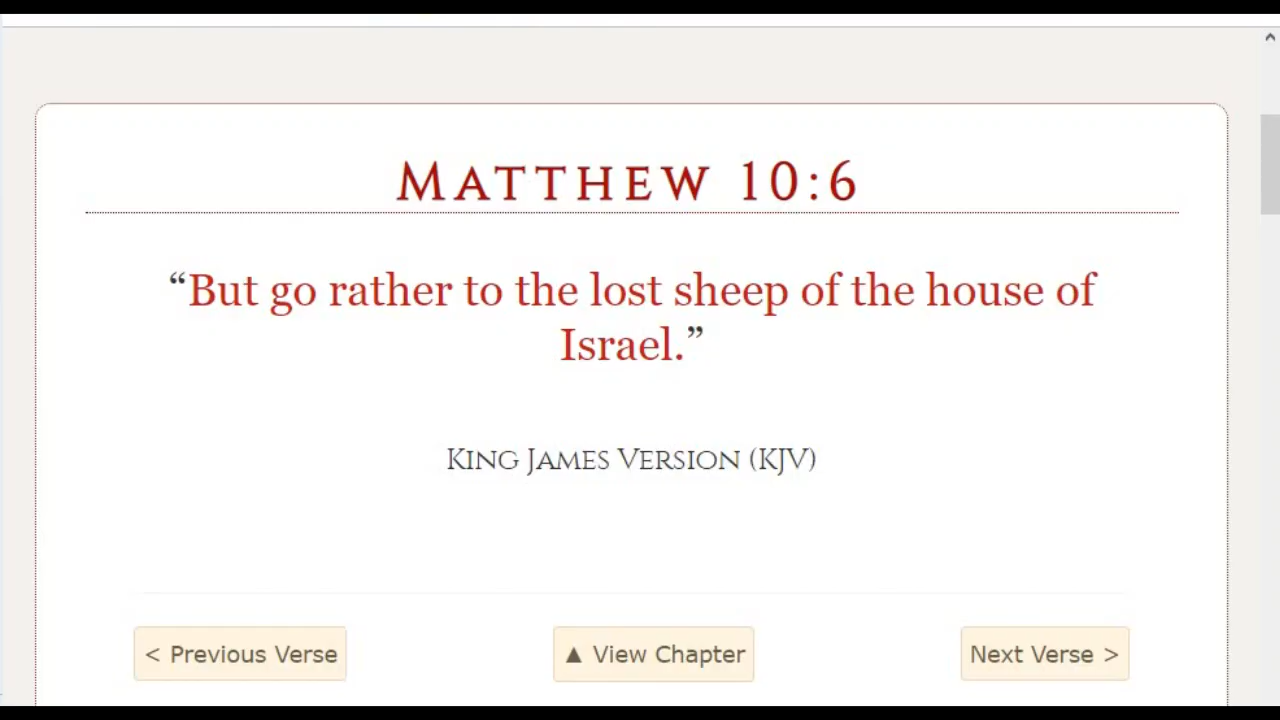 MATTHEW 10:6
“But go rather to the lost sheep of the house of
Israel.”
KING JAMES VERSION (KJV)
< Previous Verse
▲ View Chapter
Next Verse >